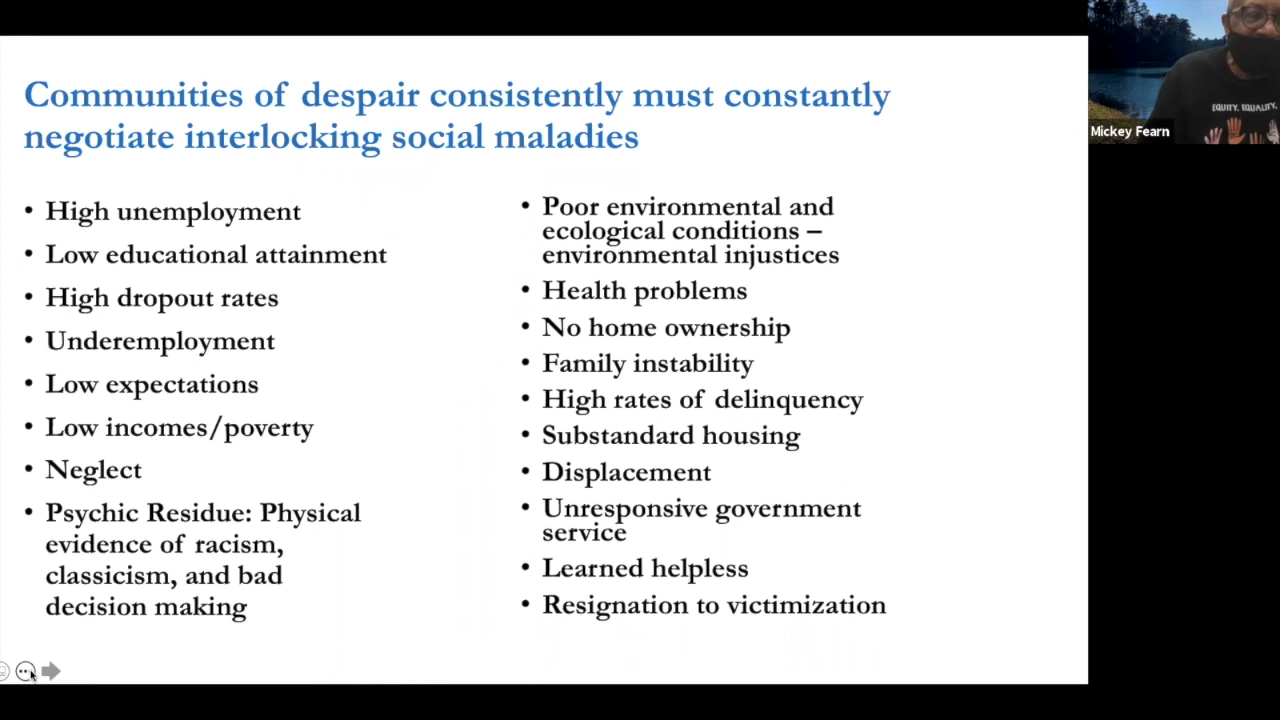 Communities of despair consistently must constantly
negotiate interlocking social maladies
• High unemployment
• Low educational attainment
• High dropout rates
• Underemployment
• Low expectations
• Low incomes/poverty
• Neglect
• Psychic Residue: Physical
evidence of racism,
classicism, and bad
decision making
• Poor environmental and
ecological conditions –
environmental injustices
• Health problems
• No home ownership
• Family instability
• High rates of delinquency
• Substandard housing
• Displacement
• Unresponsive government
service
• Learned helpless
• Resignation to victimization
EQUITY, EQUALITY,
Mickey Fearn